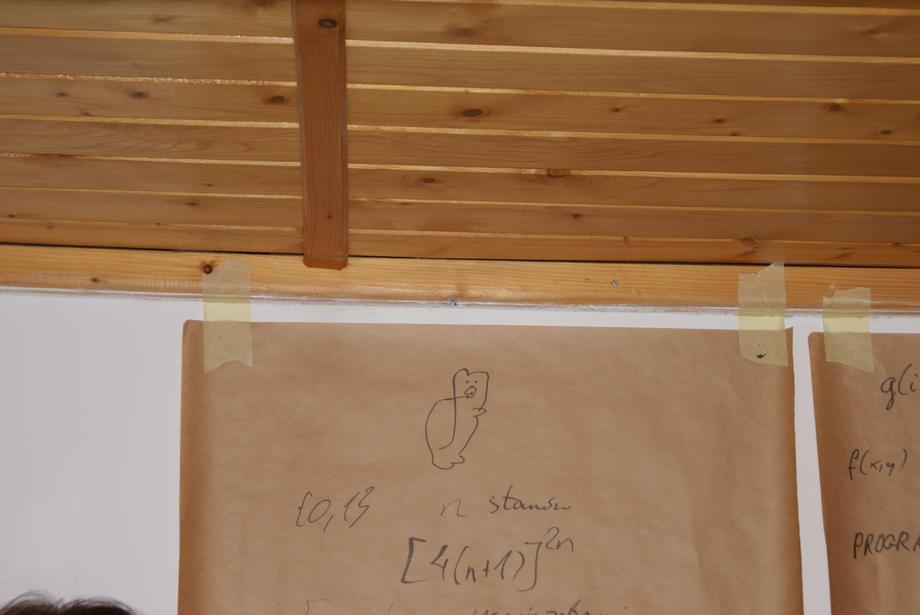 {0,1}   n stanów
[4(n+1)]^2n
g(i
f(x,y)
PROGRA